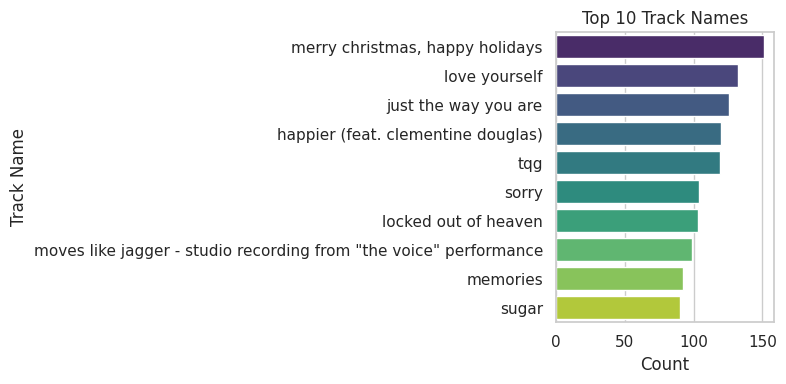 Top 10 Track Names
Track Name
merry christmas, happy holidays
love yourself
just the way you are
happier (feat. clementine douglas)
tqg
sorry
locked out of heaven
moves like jagger - studio recording from "the voice" performance
memories
sugar
0 50 100 150
Count